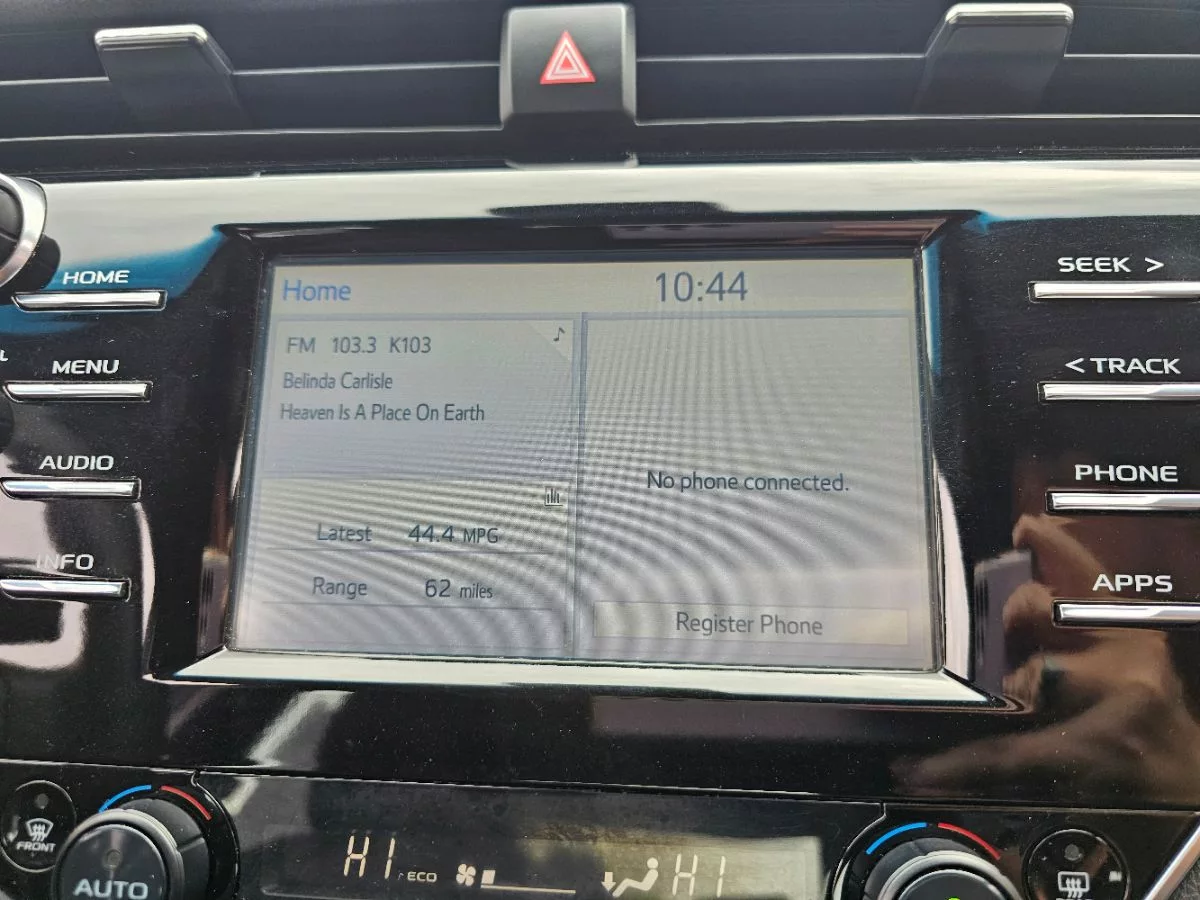 HOME
MENU
AUDIO
INFO
Home 10:44
FM 103.3 K103
Belinda Carlisle
Heaven Is A Place On Earth
Latest 44.4 MPG
Range 62 miles
No phone connected.
Register Phone
SEEK >
< TRACK
PHONE
APPS
FRONT
AUTO
HI ECO HI